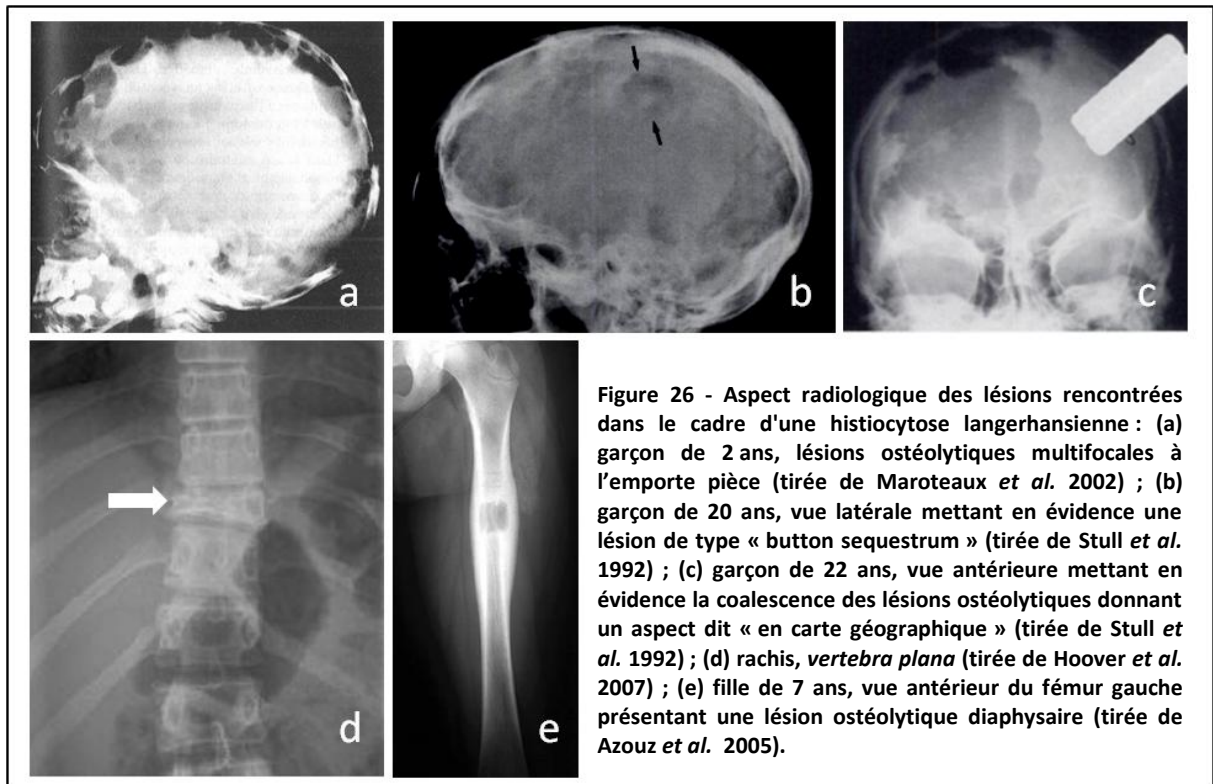 a
b
c
d
e
Figure 26 - Aspect radiologique des lésions rencontrées
dans le cadre d'une histiocytose langerhansienne : (a)
garçon de 2 ans, lésions ostéolytiques multifocales à
l'emporte pièce (tirée de Maroteaux et al. 2002) ; (b)
garçon de 20 ans, vue latérale mettant en évidence une
lésion de type « button sequestrum » (tirée de Stull et al.
1992) ; (c) garçon de 22 ans, vue antérieure mettant en
évidence la coalescence des lésions ostéolytiques donnant
un aspect dit « en carte géographique » (tirée de Stull et
al. 1992) ; (d) rachis, vertebra plana (tirée de Hoover et al.
2007) ; (e) fille de 7 ans, vue antérieur du fémur gauche
présentant une lésion ostéolytique diaphysaire (tirée de
Azouz et al. 2005).